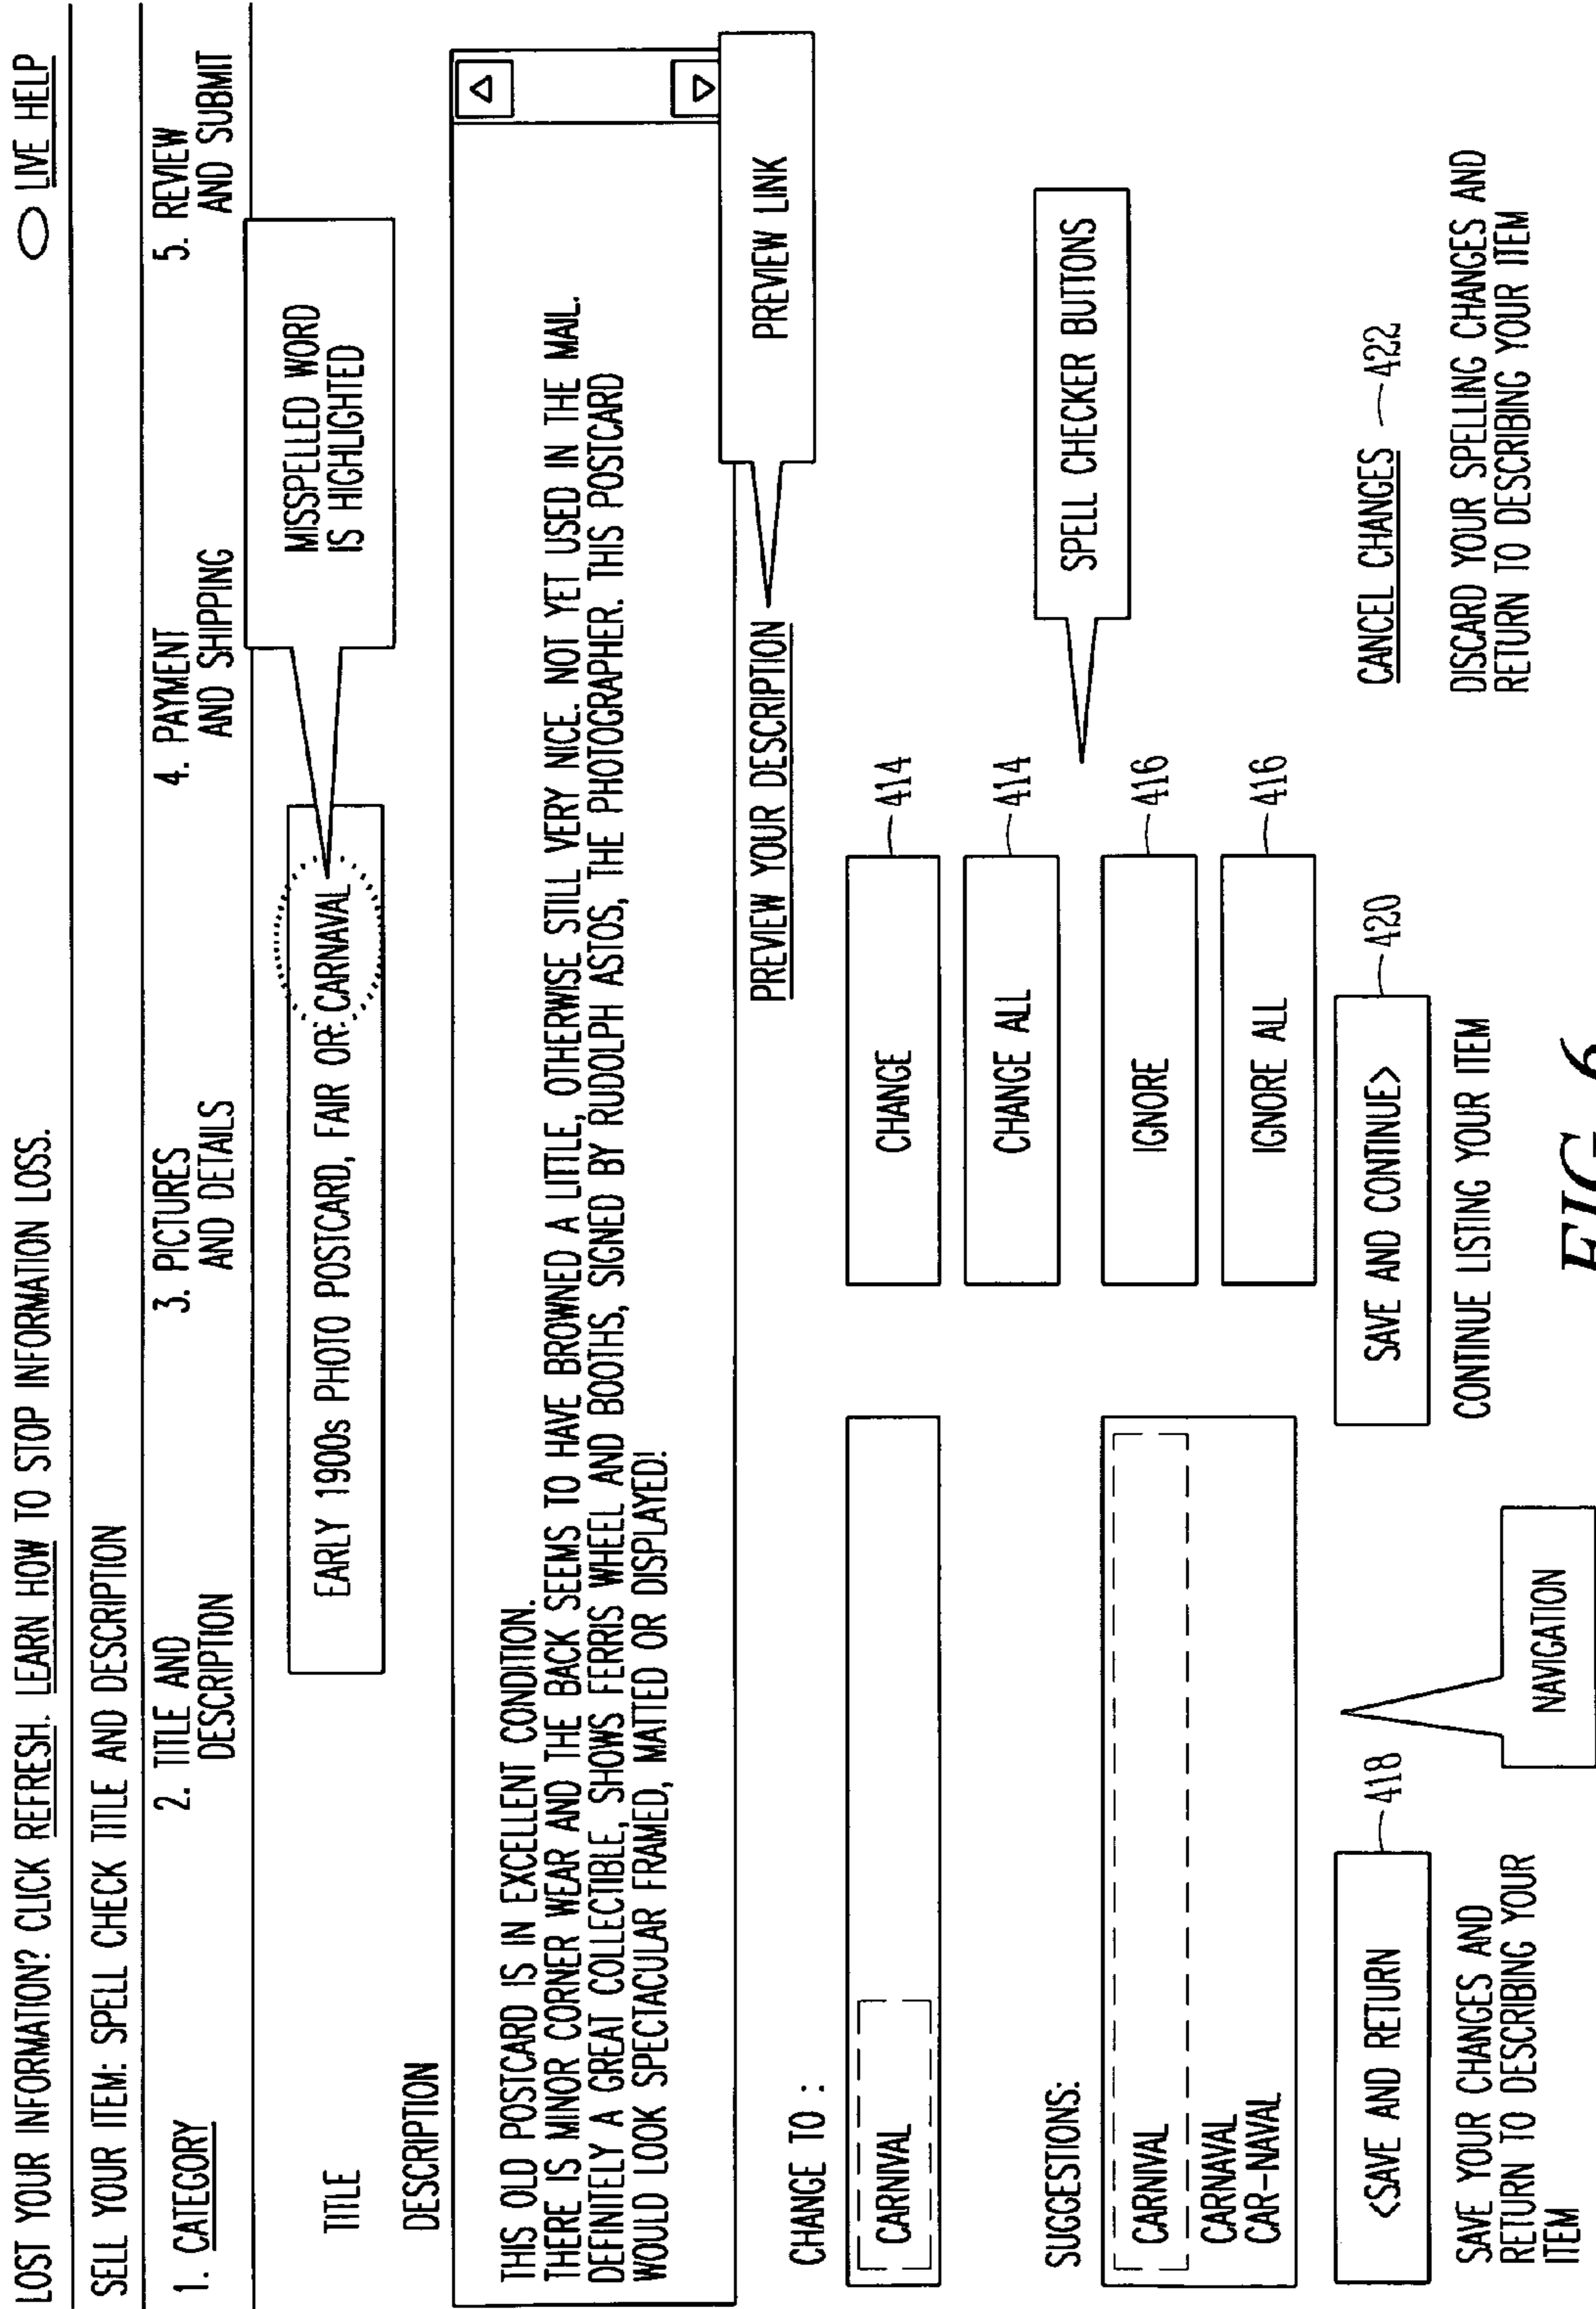 LOST YOUR INFORMATION? CLICK REFRESH. LEARN HOW TO STOP INFORMATION LOSS.
LIVE HELP
SELL YOUR ITEM: SPELL CHECK TITLE AND DESCRIPTION
1. CATEGORY
2. TITLE AND
DESCRIPTION
3. PICTURES
AND DETAILS
4. PAYMENT
AND SHIPPING
5. REVIEW
AND SUBMIT
TITLE
EARLY 1900s PHOTO POSTCARD, FAIR OR CARNAVAL
MISSPELLED WORD
IS HIGHLIGHTED
DESCRIPTION
THIS OLD POSTCARD IS IN EXCELLENT CONDITION.
THERE IS MINOR CORNER WEAR AND THE BACK SEEMS TO HAVE BROWNED A LITTLE, OTHERWISE STILL VERY NICE. NOT YET USED IN THE MAIL.
DEFINITELY A GREAT COLLECTIBLE, SHOWS FERRIS WHEEL AND BOOTHS, SIGNED BY RUDOLPH ASTOS, THE PHOTOGRAPHER. THIS POSTCARD
WOULD LOOK SPECTACULAR FRAMED, MATTED OR DISPLAYED!
PREVIEW YOUR DESCRIPTION
PREVIEW LINK
CHANGE TO :
CARNIVAL
CHANGE
414
CHANGE ALL
414
SPELL CHECKER BUTTONS
SUGGESTIONS:
CARNIVAL
CARNAVAL
CAR-NAVAL
IGNORE
416
IGNORE ALL
416
<SAVE AND RETURN
418
SAVE AND CONTINUE>
420
CANCEL CHANGES
422
SAVE YOUR CHANGES AND
RETURN TO DESCRIBING YOUR
ITEM
NAVIGATION
CONTINUE LISTING YOUR ITEM
DISCARD YOUR SPELLING CHANGES AND
RETURN TO DESCRIBING YOUR ITEM
FIG. 6